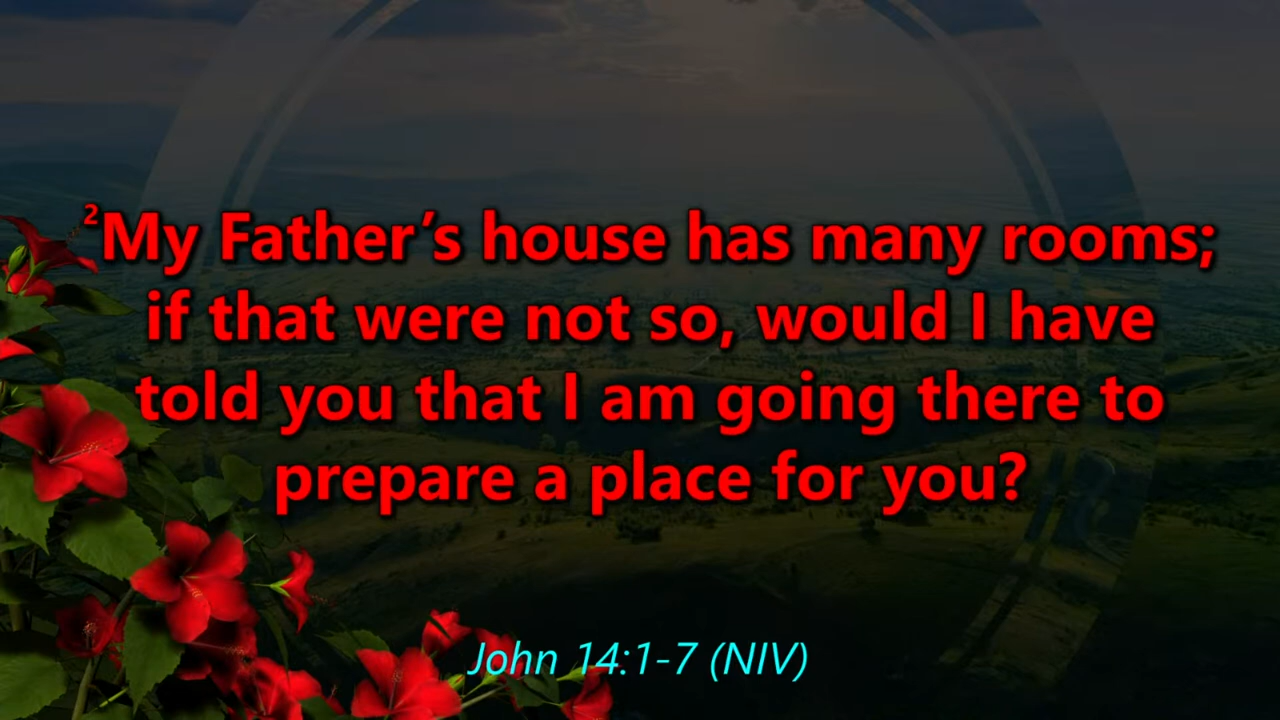 ²My Father’s house has many rooms;
if that were not so, would I have
told you that I am going there to
prepare a place for you?
John 14:1-7 (NIV)